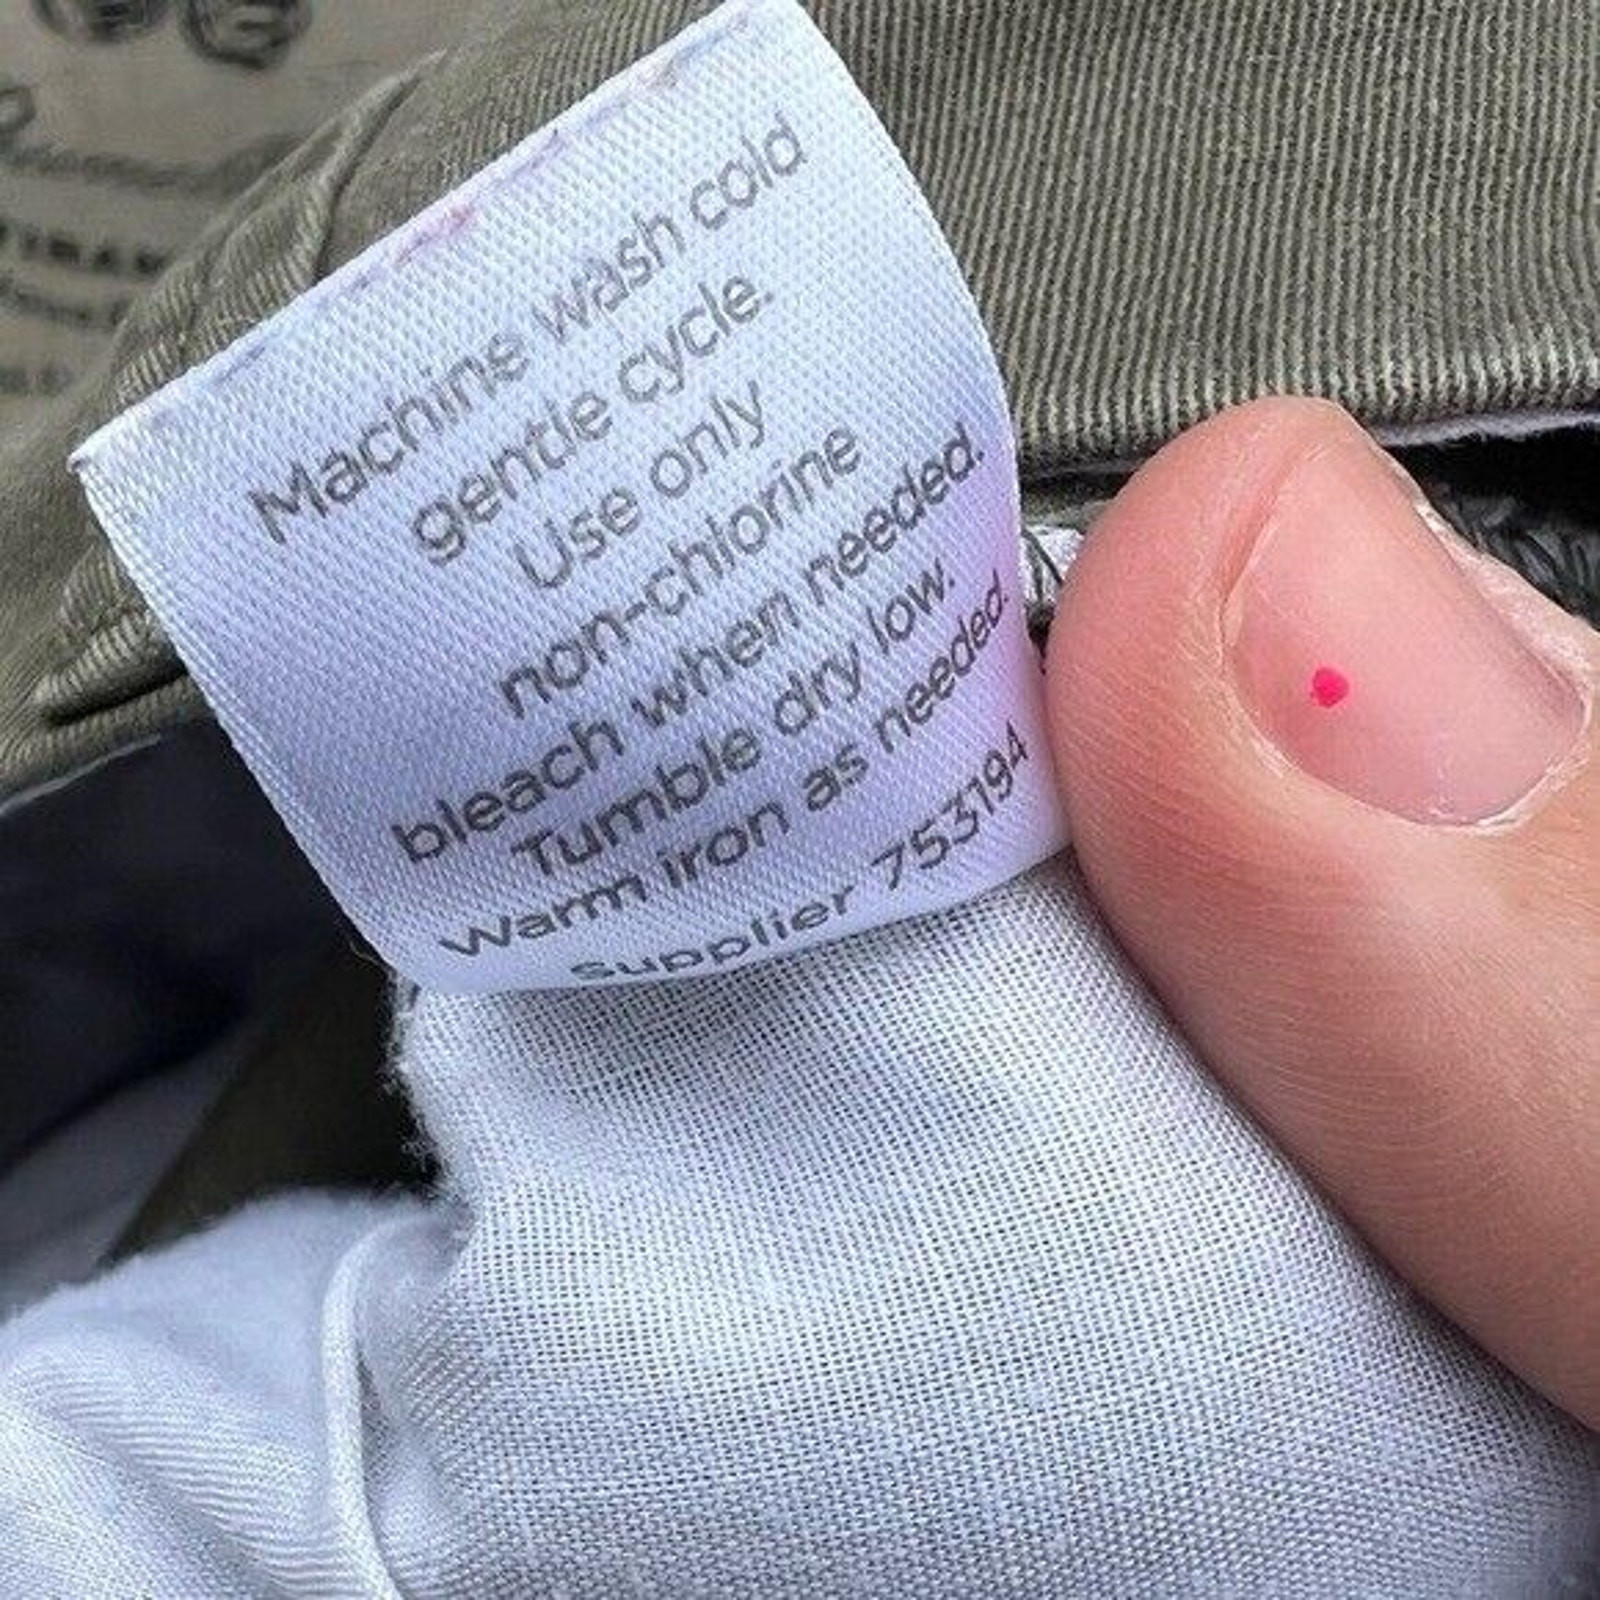 Machine wash cold
gentle cycle.
Use only
non-chlorine
bleach when needed.
Tumble dry low.
Warm iron as needed.
Supplier 753194